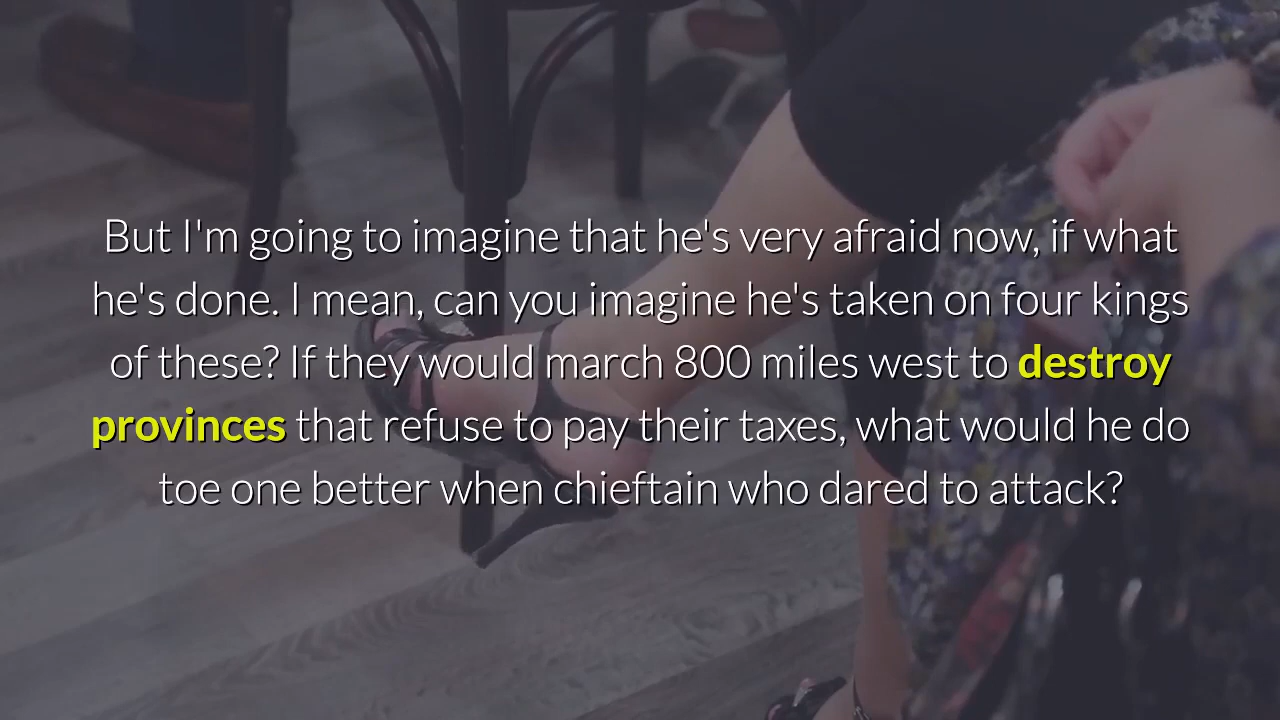 But I'm going to imagine that he's very afraid now, if what
he's done. I mean, can you imagine he's taken on four kings
of these? If they would march 800 miles west to destroy
provinces that refuse to pay their taxes, what would he do
toe one better when chieftain who dared to attack?